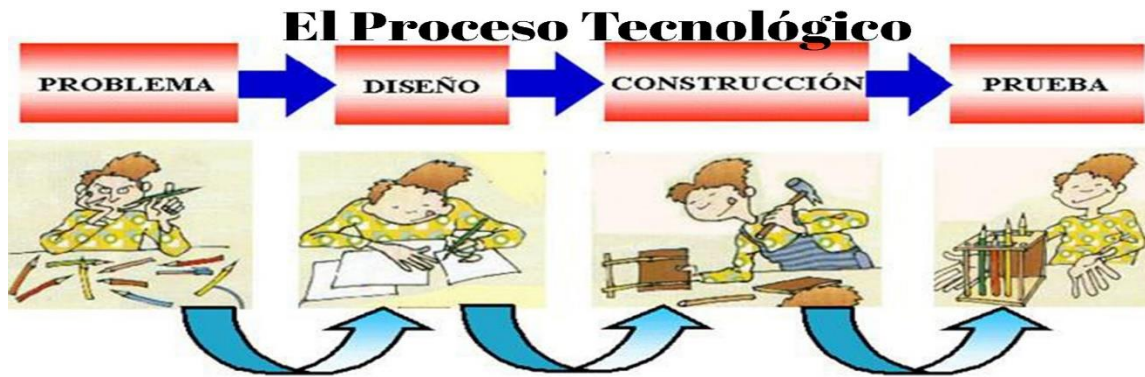 El Proceso Tecnológico
PROBLEMA
DISEÑO
CONSTRUCCIÓN
PRUEBA